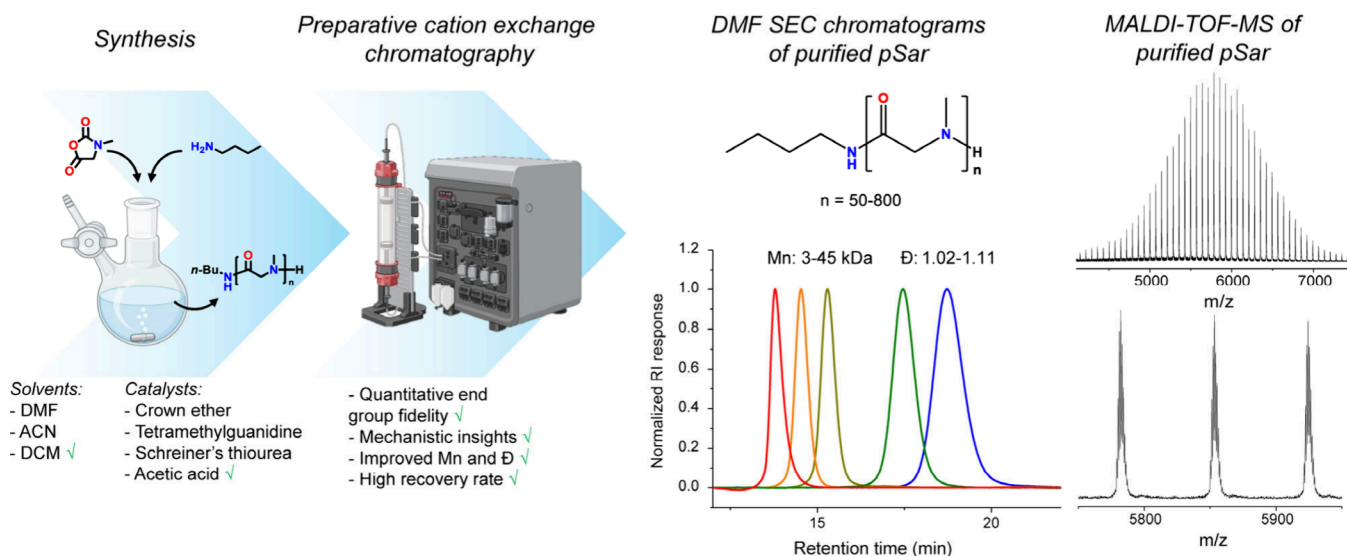 Synthesis
O
O
N
O
H₂N
n-Bu
N
H
O
N
H
n
Solvents:
- DMF
- ACN
- DCM √
Catalysts:
- Crown ether
- Tetramethylguanidine
- Schreiner's thiourea
- Acetic acid √
Preparative cation exchange
chromatography
- Quantitative end
group fidelity √
- Mechanistic insights √
- Improved Mn and Đ √
- High recovery rate √
DMF SEC chromatograms
of purified pSar
O
N
H
N
H
n
n = 50-800
Mn: 3-45 kDa Đ: 1.02-1.11
Normalized RI response
1.2
1.0
0.8
0.6
0.4
0.2
0.0
15
20
Retention time (min)
MALDI-TOF-MS of
purified pSar
5000
6000
7000
m/z
5800
5900
m/z